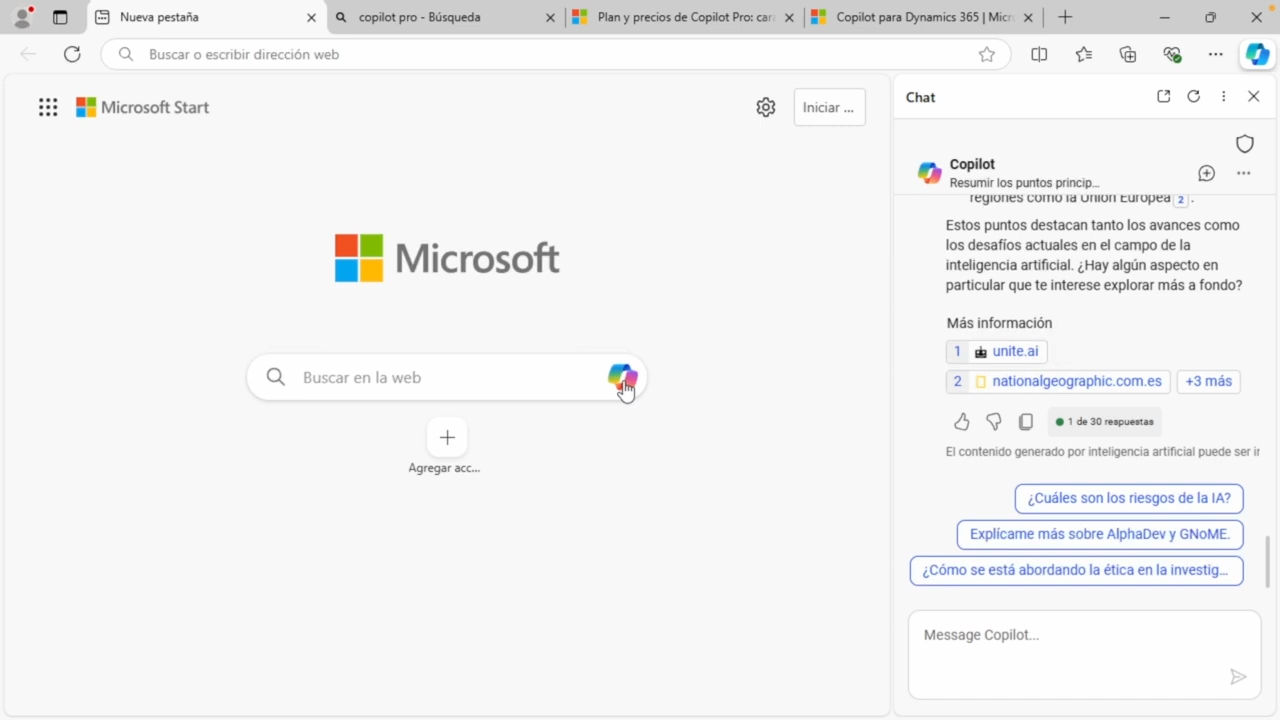 Nueva pestaña
copilot pro - Búsqueda
Plan y precios de Copilot Pro: car
Copilot para Dynamics 365 | Micr
Buscar o escribir dirección web
Microsoft Start
Iniciar ...
Microsoft
Buscar en la web
Agregar acc...
Chat
Copilot
Resumir los puntos princip...
regiones como la Unión Europea 2 .
Estos puntos destacan tanto los avances como
los desafíos actuales en el campo de la
inteligencia artificial. ¿Hay algún aspecto en
particular que te interese explorar más a fondo?
Más información
1 unite.ai
2 nationalgeographic.com.es +3 más
1 de 30 respuestas
El contenido generado por inteligencia artificial puede ser ir
¿Cuáles son los riesgos de la IA?
Explícame más sobre AlphaDev y GNoME.
¿Cómo se está abordando la ética en la investig...
Message Copilot...